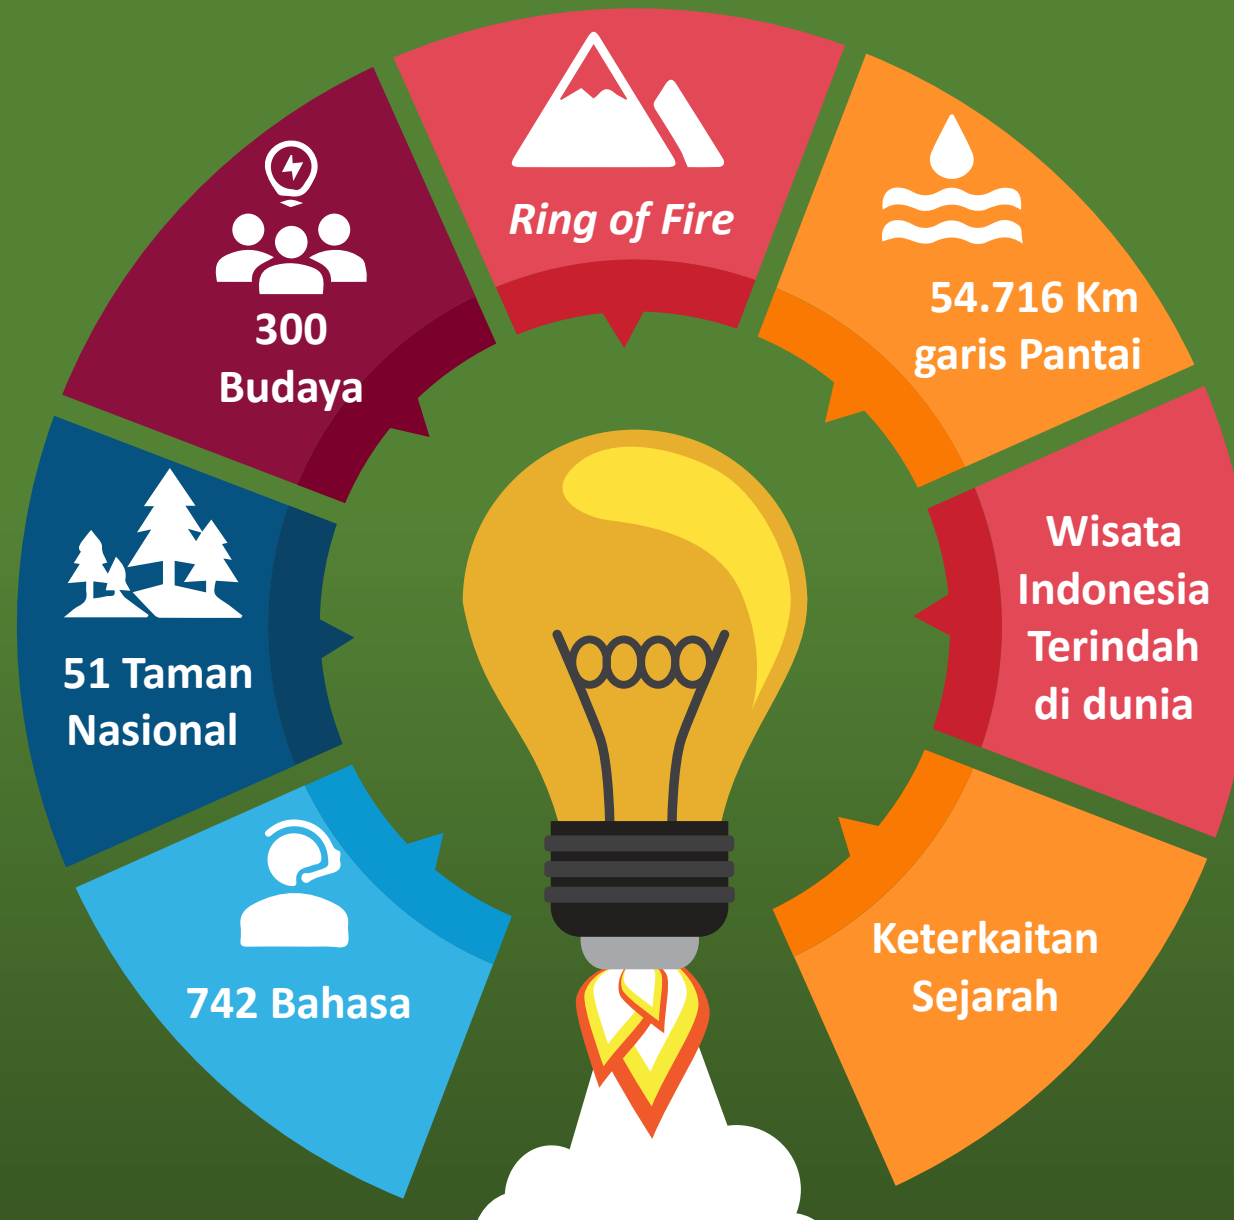 Ring of Fire
54.716 Km
garis Pantai
Wisata
Indonesia
Terindah
di dunia
Keterkaitan
Sejarah
742 Bahasa
51 Taman
Nasional
300
Budaya